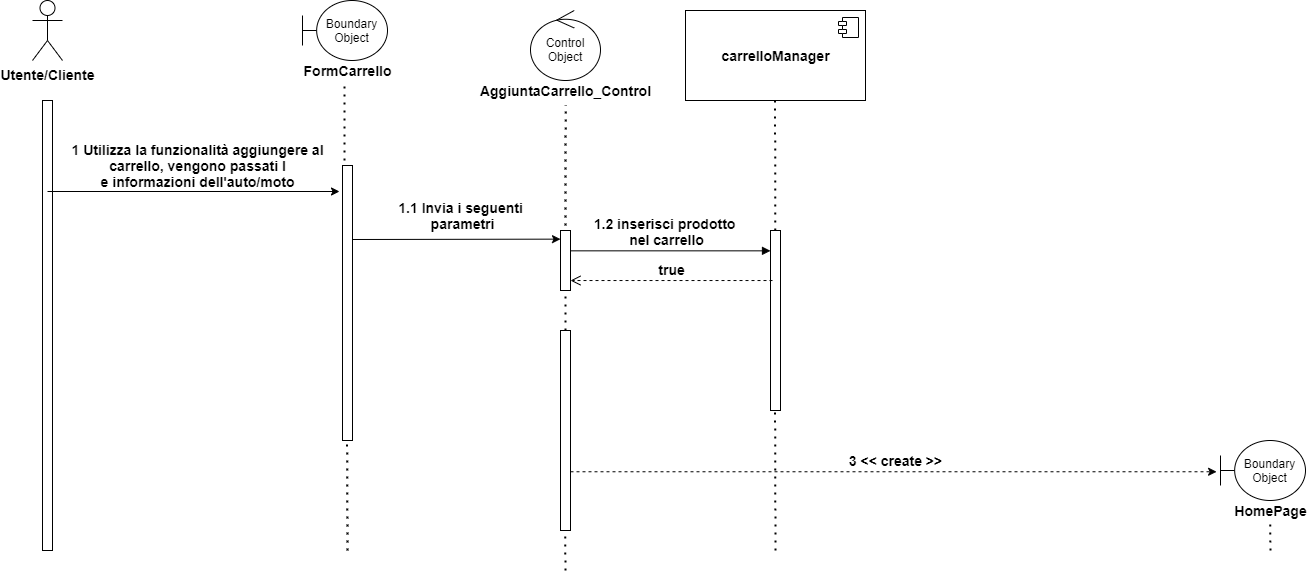 Boundary
Object
Control
Object
carrelloManager
Utente/Cliente
FormCarrello
AggiuntaCarrello_Control
1 Utilizza la funzionalità aggiungere al
carrello, vengono passati l
e informazioni dell'auto/moto
1.1 Invia i seguenti
parametri
1.2 inserisci prodotto
nel carrello
true
3 << create >>
Boundary
Object
HomePage